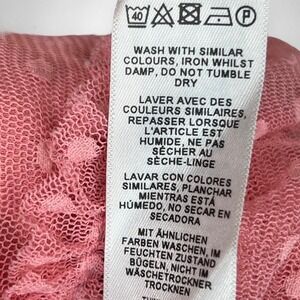 40
WASH WITH SIMILAR
COLOURS, IRON WHILST
DAMP, DO NOT TUMBLE
DRY
LAVER AVEC DES
COULEURS SIMILAIRES,
REPASSER LORSQUE
L'ARTICLE EST
HUMIDE, NE PAS
SÉCHER AU
SÈCHE-LINGE
LAVAR CON COLORES
SIMILARES, PLANCHAR
MIENTRAS ESTÁ
HÚMEDO, NO SECAR EN
SECADORA
MIT ÄHNLICHEN
FARBEN WASCHEN, IM
FEUCHTEN ZUSTAND
BÜGELN, NICHT IM
WÄSCHETROCKNER
TROCKNEN